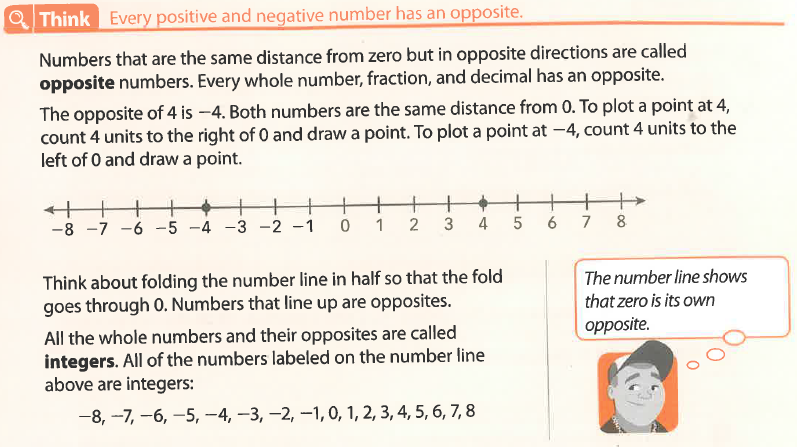 Think Every positive and negative number has an opposite.
Numbers that are the same distance from zero but in opposite directions are called
opposite numbers. Every whole number, fraction, and decimal has an opposite.
The opposite of 4 is −4. Both numbers are the same distance from 0. To plot a point at 4,
count 4 units to the right of 0 and draw a point. To plot a point at −4, count 4 units to the
left of 0 and draw a point.
−8 −7 −6 −5 −4 −3 −2 −1 0 1 2 3 4 5 6 7 8
Think about folding the number line in half so that the fold
goes through 0. Numbers that line up are opposites.
All the whole numbers and their opposites are called
integers. All of the numbers labeled on the number line
above are integers:
−8, −7, −6, −5, −4, −3, −2, −1, 0, 1, 2, 3, 4, 5, 6, 7, 8
The number line shows
that zero is its own
opposite.